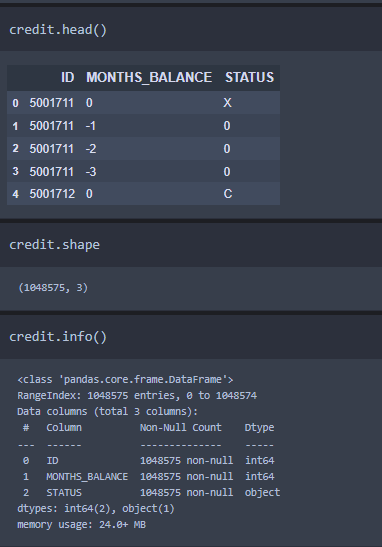 credit.head()
ID MONTHS_BALANCE STATUS
0 5001711 0 X
1 5001711 -1 0
2 5001711 -2 0
3 5001711 -3 0
4 5001712 0 C
credit.shape
(1048575, 3)
credit.info()
<class 'pandas.core.frame.DataFrame'>
RangeIndex: 1048575 entries, 0 to 1048574
Data columns (total 3 columns):
#   Column          Non-Null Count    Dtype
---  ------          --------------    -----
0   ID              1048575 non-null  int64
1   MONTHS_BALANCE  1048575 non-null  int64
2   STATUS          1048575 non-null  object
dtypes: int64(2), object(1)
memory usage: 24.0+ MB